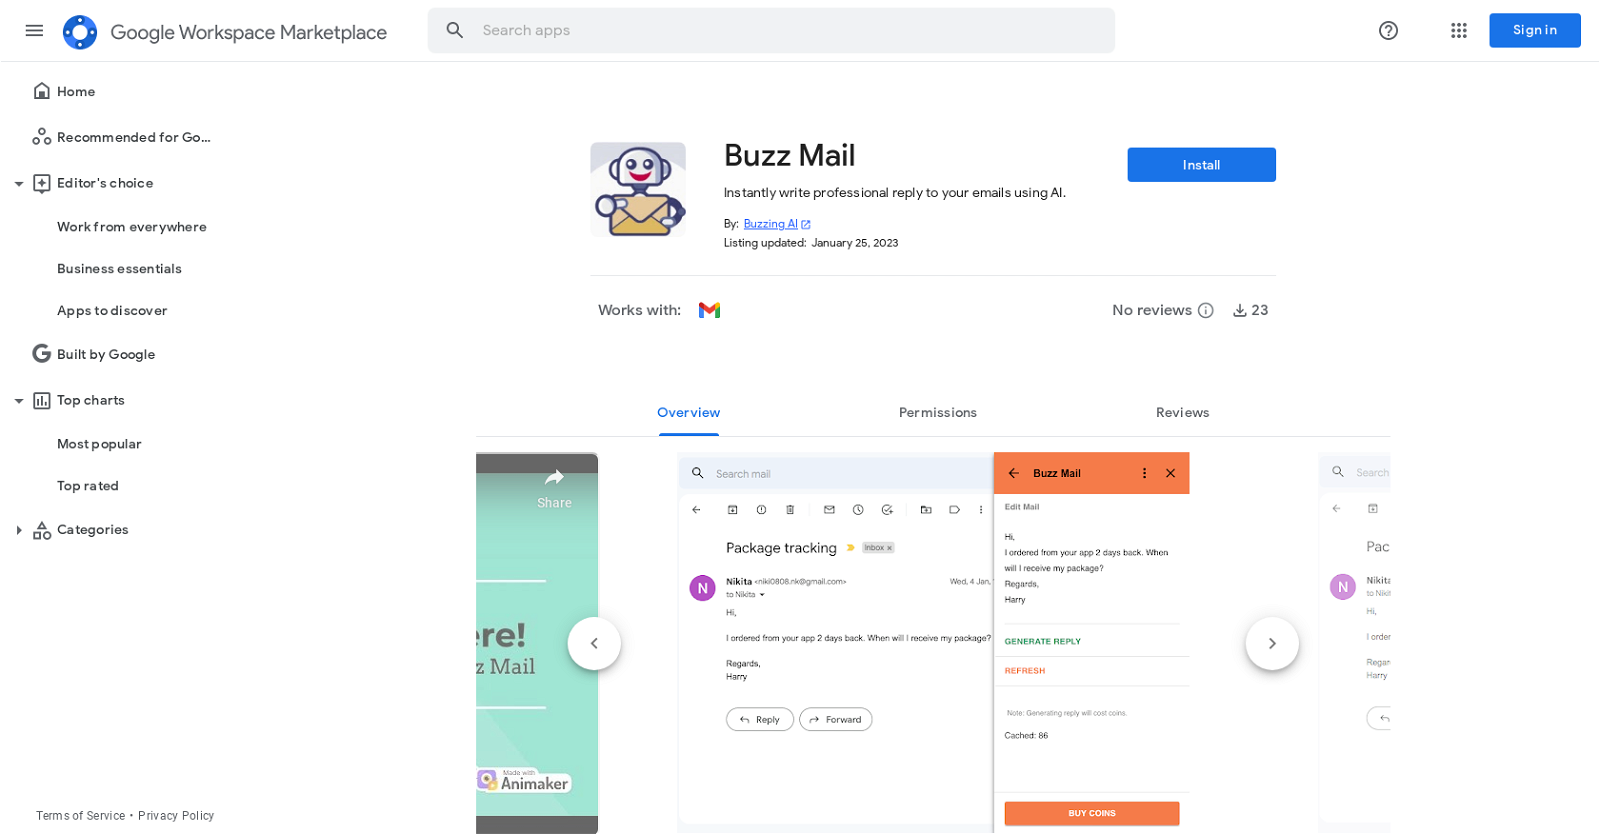 Google Workspace Marketplace
Search apps
Sign in
Home
Recommended for Go...
Editor's choice
Work from everywhere
Business essentials
Apps to discover
Built by Google
Top charts
Most popular
Top rated
Categories
Terms of Service • Privacy Policy
Buzz Mail
Install
Instantly write professional reply to your emails using AI.
By: Buzzing AI
Listing updated: January 25, 2023
Works with:
No reviews
23
Overview
Permissions
Reviews
Share
ere!
z Mail
Made with
Animaker
Search mail
Package tracking
Inbox ×
N
Nikita <niki0808.nk@gmail.com>
Wed, 4 Jan,
to Nikita
Hi,
I ordered from your app 2 days back. When will I receive my package?
Regards,
Harry
Reply
Forward
Buzz Mail
Edit Mail
Hi,
I ordered from your app 2 days back. When
will I receive my package?
Regards,
Harry
GENERATE REPLY
REFRESH
Note: Generating reply will cost coins.
Cached: 86
BUY COINS
Search
Pac
N
Nikita
to Nikit
Hi,
I order
Regar
Harry